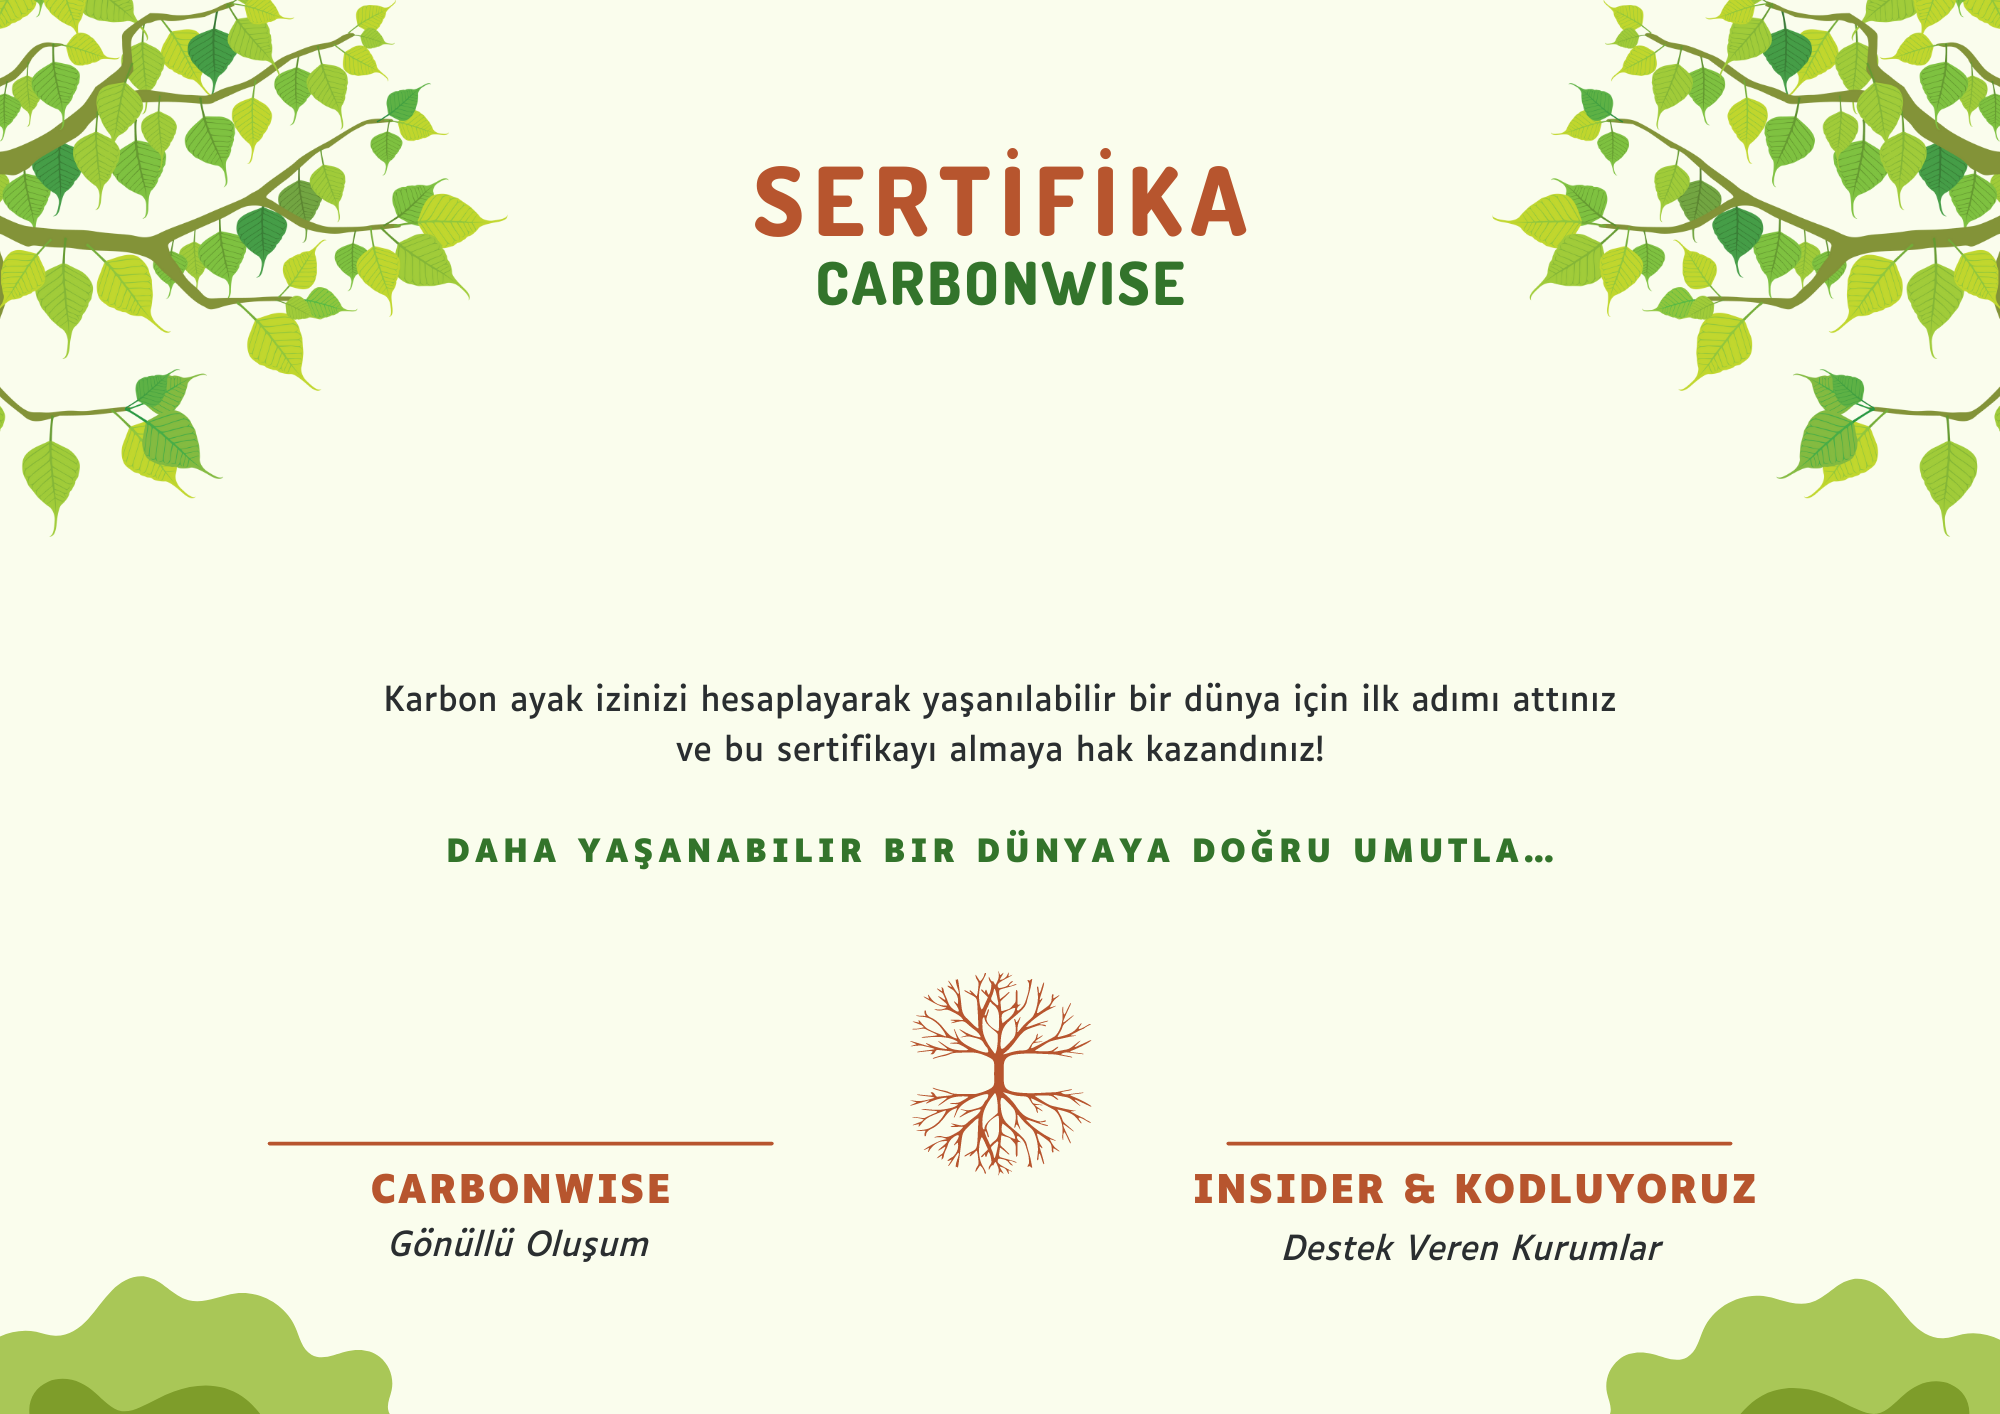 SERTİFİKA
CARBONWISE
Karbon ayak izinizi hesaplayarak yaşanılabilir bir dünya için ilk adımı attınız
ve bu sertifikayı almaya hak kazandınız!
DAHA YAŞANABILIR BIR DÜNYAYA DOĞRU UMUTLA...
CARBONWISE
Gönüllü Oluşum
INSIDER & KODLUYORUZ
Destek Veren Kurumlar